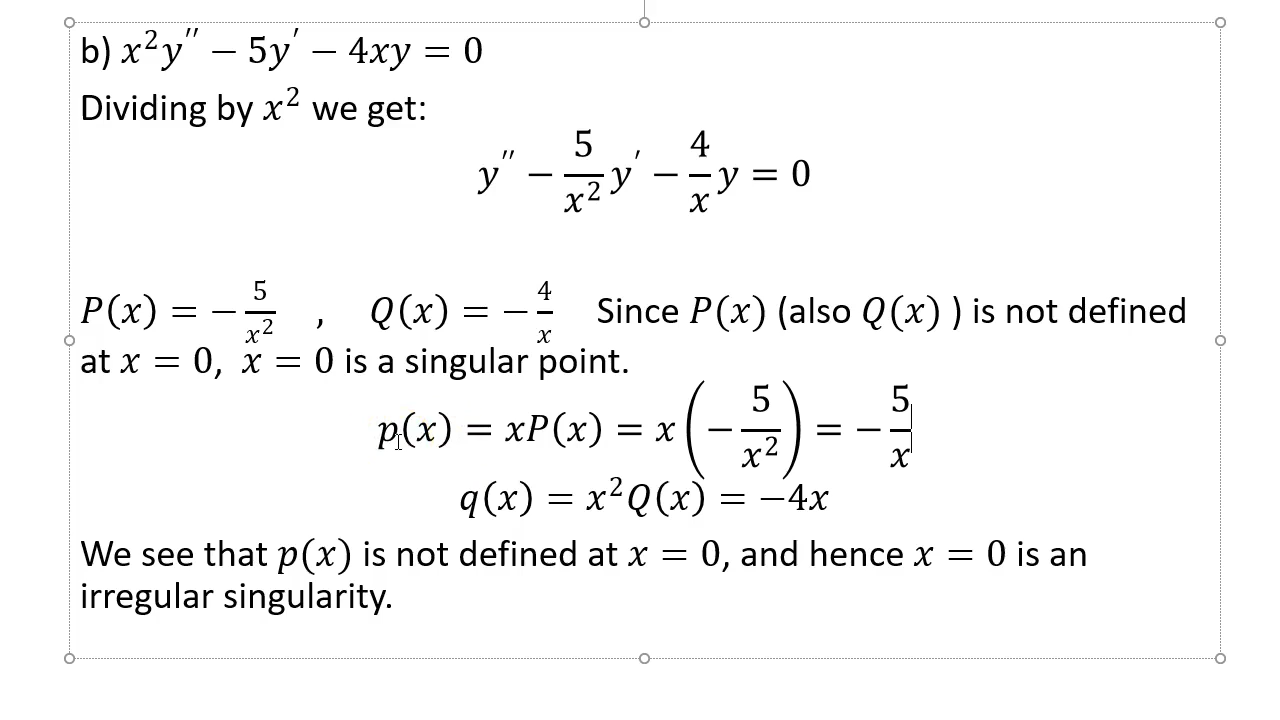 b) x²y″ − 5y′ − 4xy = 0
Dividing by x² we get:
y″ − 5/x² y′ − 4/x y = 0
P(x) = −5/x² , Q(x) = −4/x Since P(x) (also Q(x) ) is not defined
at x = 0, x = 0 is a singular point.
p(x) = xP(x) = x(−5/x²) = −5/x
q(x) = x²Q(x) = −4x
We see that p(x) is not defined at x = 0, and hence x = 0 is an
irregular singularity.